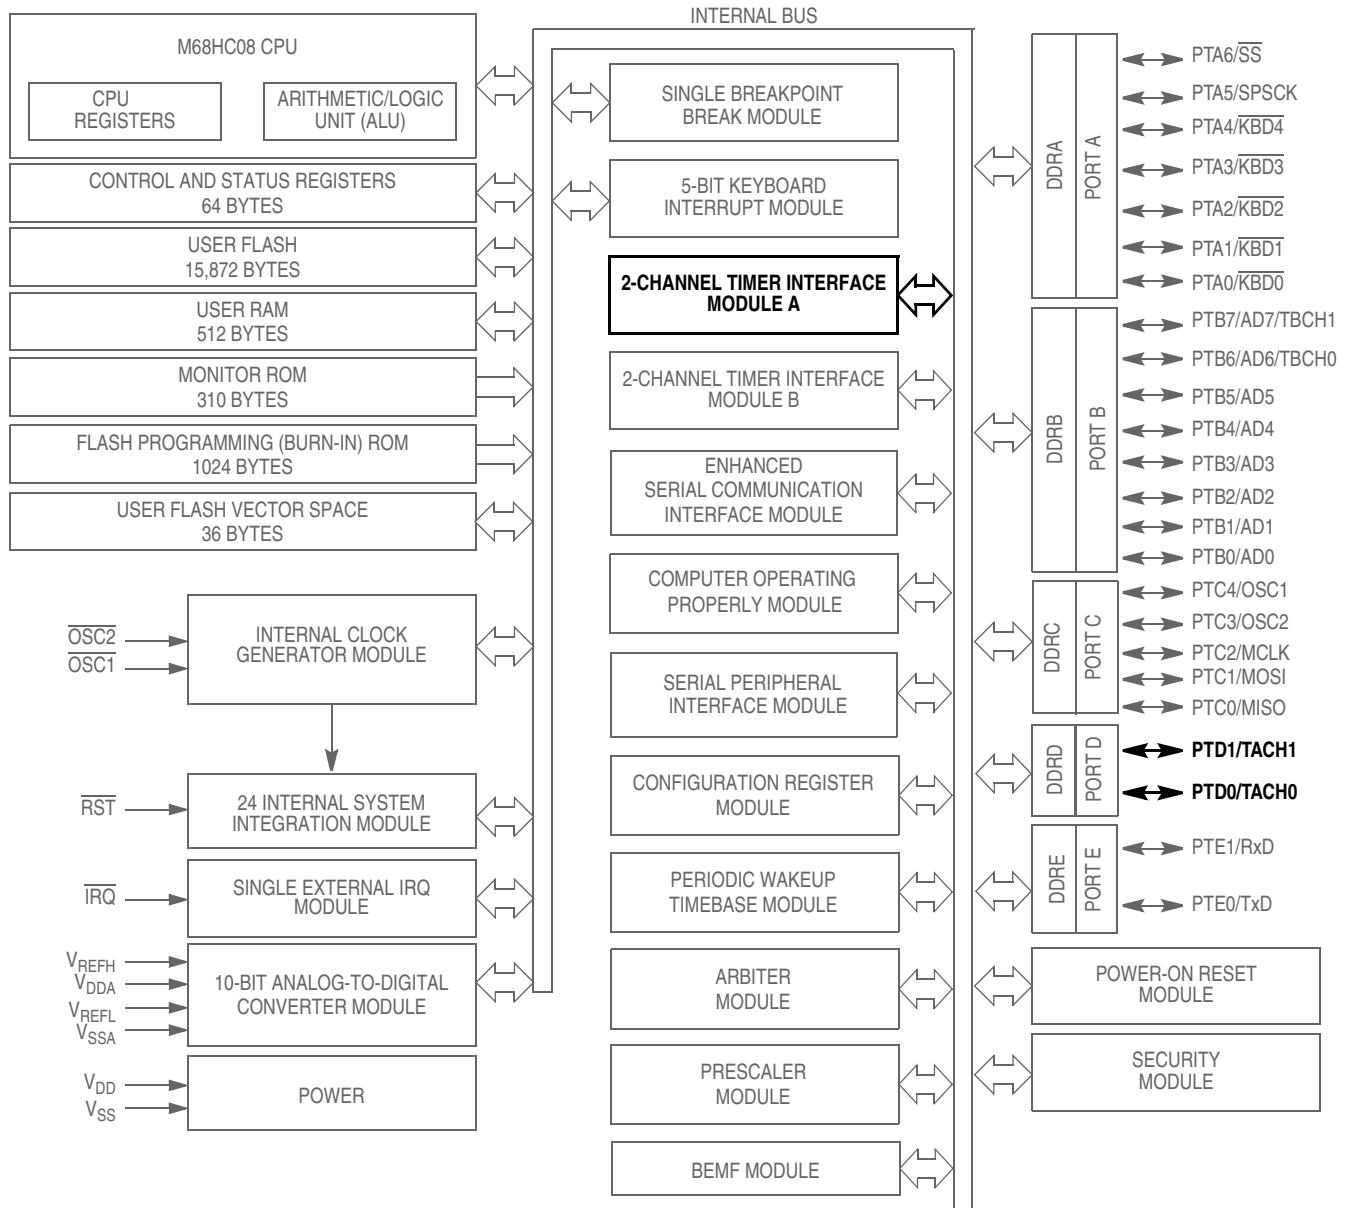 INTERNAL BUS
M68HC08 CPU
CPU
REGISTERS
ARITHMETIC/LOGIC
UNIT (ALU)
CONTROL AND STATUS REGISTERS
64 BYTES
USER FLASH
15,872 BYTES
USER RAM
512 BYTES
MONITOR ROM
310 BYTES
FLASH PROGRAMMING (BURN-IN) ROM
1024 BYTES
USER FLASH VECTOR SPACE
36 BYTES
OSC2
OSC1
INTERNAL CLOCK
GENERATOR MODULE
RST
24 INTERNAL SYSTEM
INTEGRATION MODULE
IRQ
SINGLE EXTERNAL IRQ
MODULE
VREFH
VDDA
VREFL
VSSA
10-BIT ANALOG-TO-DIGITAL
CONVERTER MODULE
VDD
VSS
POWER
SINGLE BREAKPOINT
BREAK MODULE
5-BIT KEYBOARD
INTERRUPT MODULE
2-CHANNEL TIMER INTERFACE
MODULE A
2-CHANNEL TIMER INTERFACE
MODULE B
ENHANCED
SERIAL COMMUNICATION
INTERFACE MODULE
COMPUTER OPERATING
PROPERLY MODULE
SERIAL PERIPHERAL
INTERFACE MODULE
CONFIGURATION REGISTER
MODULE
PERIODIC WAKEUP
TIMEBASE MODULE
ARBITER
MODULE
PRESCALER
MODULE
BEMF MODULE
DDRA
PORT A
PTA6/SS
PTA5/SPSCK
PTA4/KBD4
PTA3/KBD3
PTA2/KBD2
PTA1/KBD1
PTA0/KBD0
DDRB
PORT B
PTB7/AD7/TBCH1
PTB6/AD6/TBCH0
PTB5/AD5
PTB4/AD4
PTB3/AD3
PTB2/AD2
PTB1/AD1
PTB0/AD0
DDRC
PORT C
PTC4/OSC1
PTC3/OSC2
PTC2/MCLK
PTC1/MOSI
PTC0/MISO
DDRD
PORT D
PTD1/TACH1
PTD0/TACH0
DDRE
PORT E
PTE1/RxD
PTE0/TxD
POWER-ON RESET
MODULE
SECURITY
MODULE